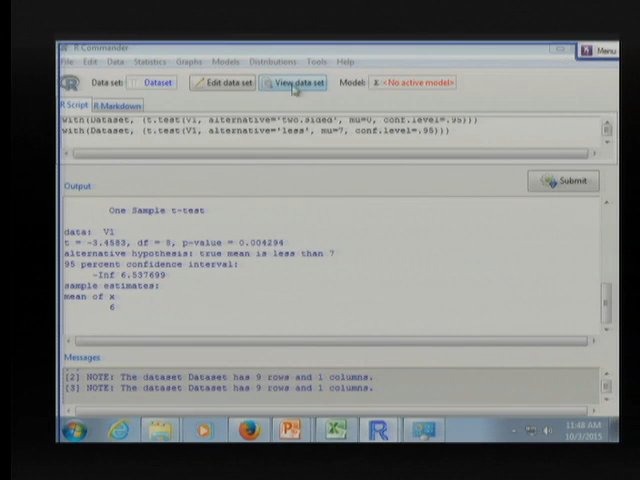 R Commander
Menu
File Edit Data Statistics Graphs Models Distributions Tools Help
Data set: Dataset Edit data set View data set Model: Σ <No active model>
R Script R Markdown
with(Dataset, (t.test(V1, alternative='two.sided', mu=0, conf.level=.95)))
with(Dataset, (t.test(V1, alternative='less', mu=7, conf.level=.95)))
Submit
Output
One Sample t-test
data: V1
t = -3.4583, df = 8, p-value = 0.004294
alternative hypothesis: true mean is less than 7
95 percent confidence interval:
-Inf 6.537699
sample estimates:
mean of x
6
Messages
[2] NOTE: The dataset Dataset has 9 rows and 1 columns.
[3] NOTE: The dataset Dataset has 9 rows and 1 columns.
11:48 AM
10/3/2015